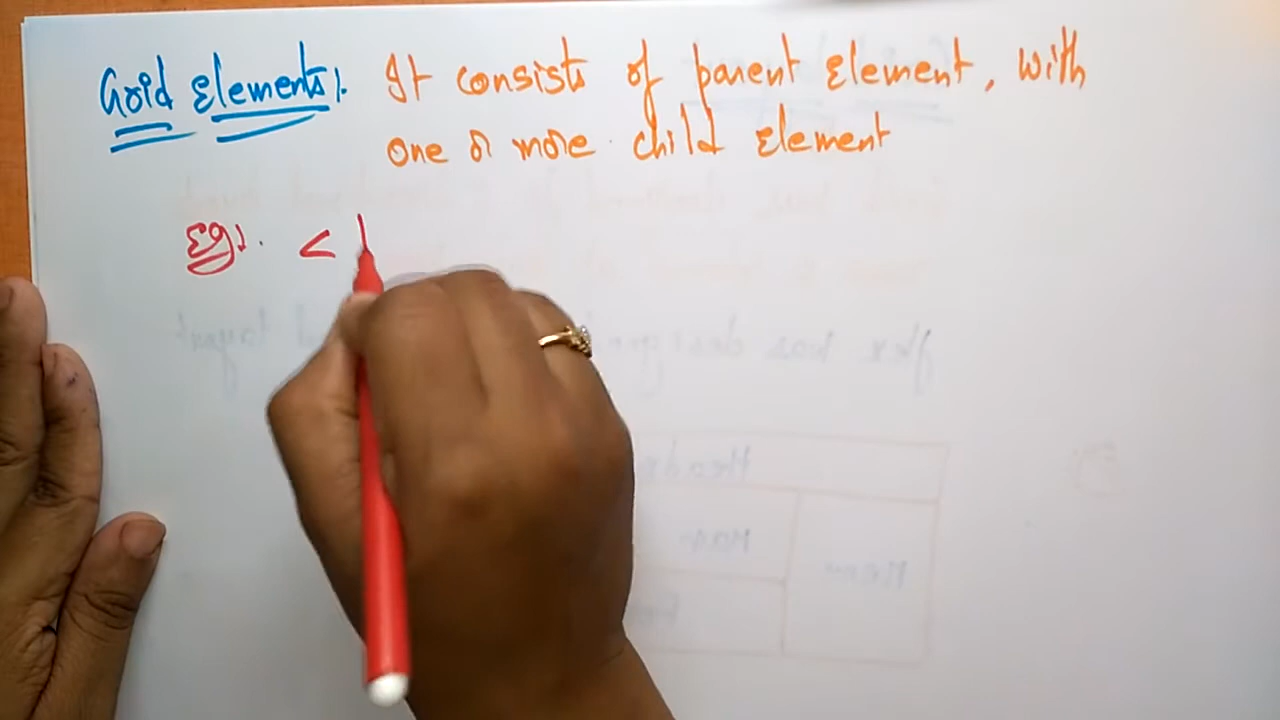 Grid Elements:
It consists of parent Element, with
one or more child Element
Eg:. <